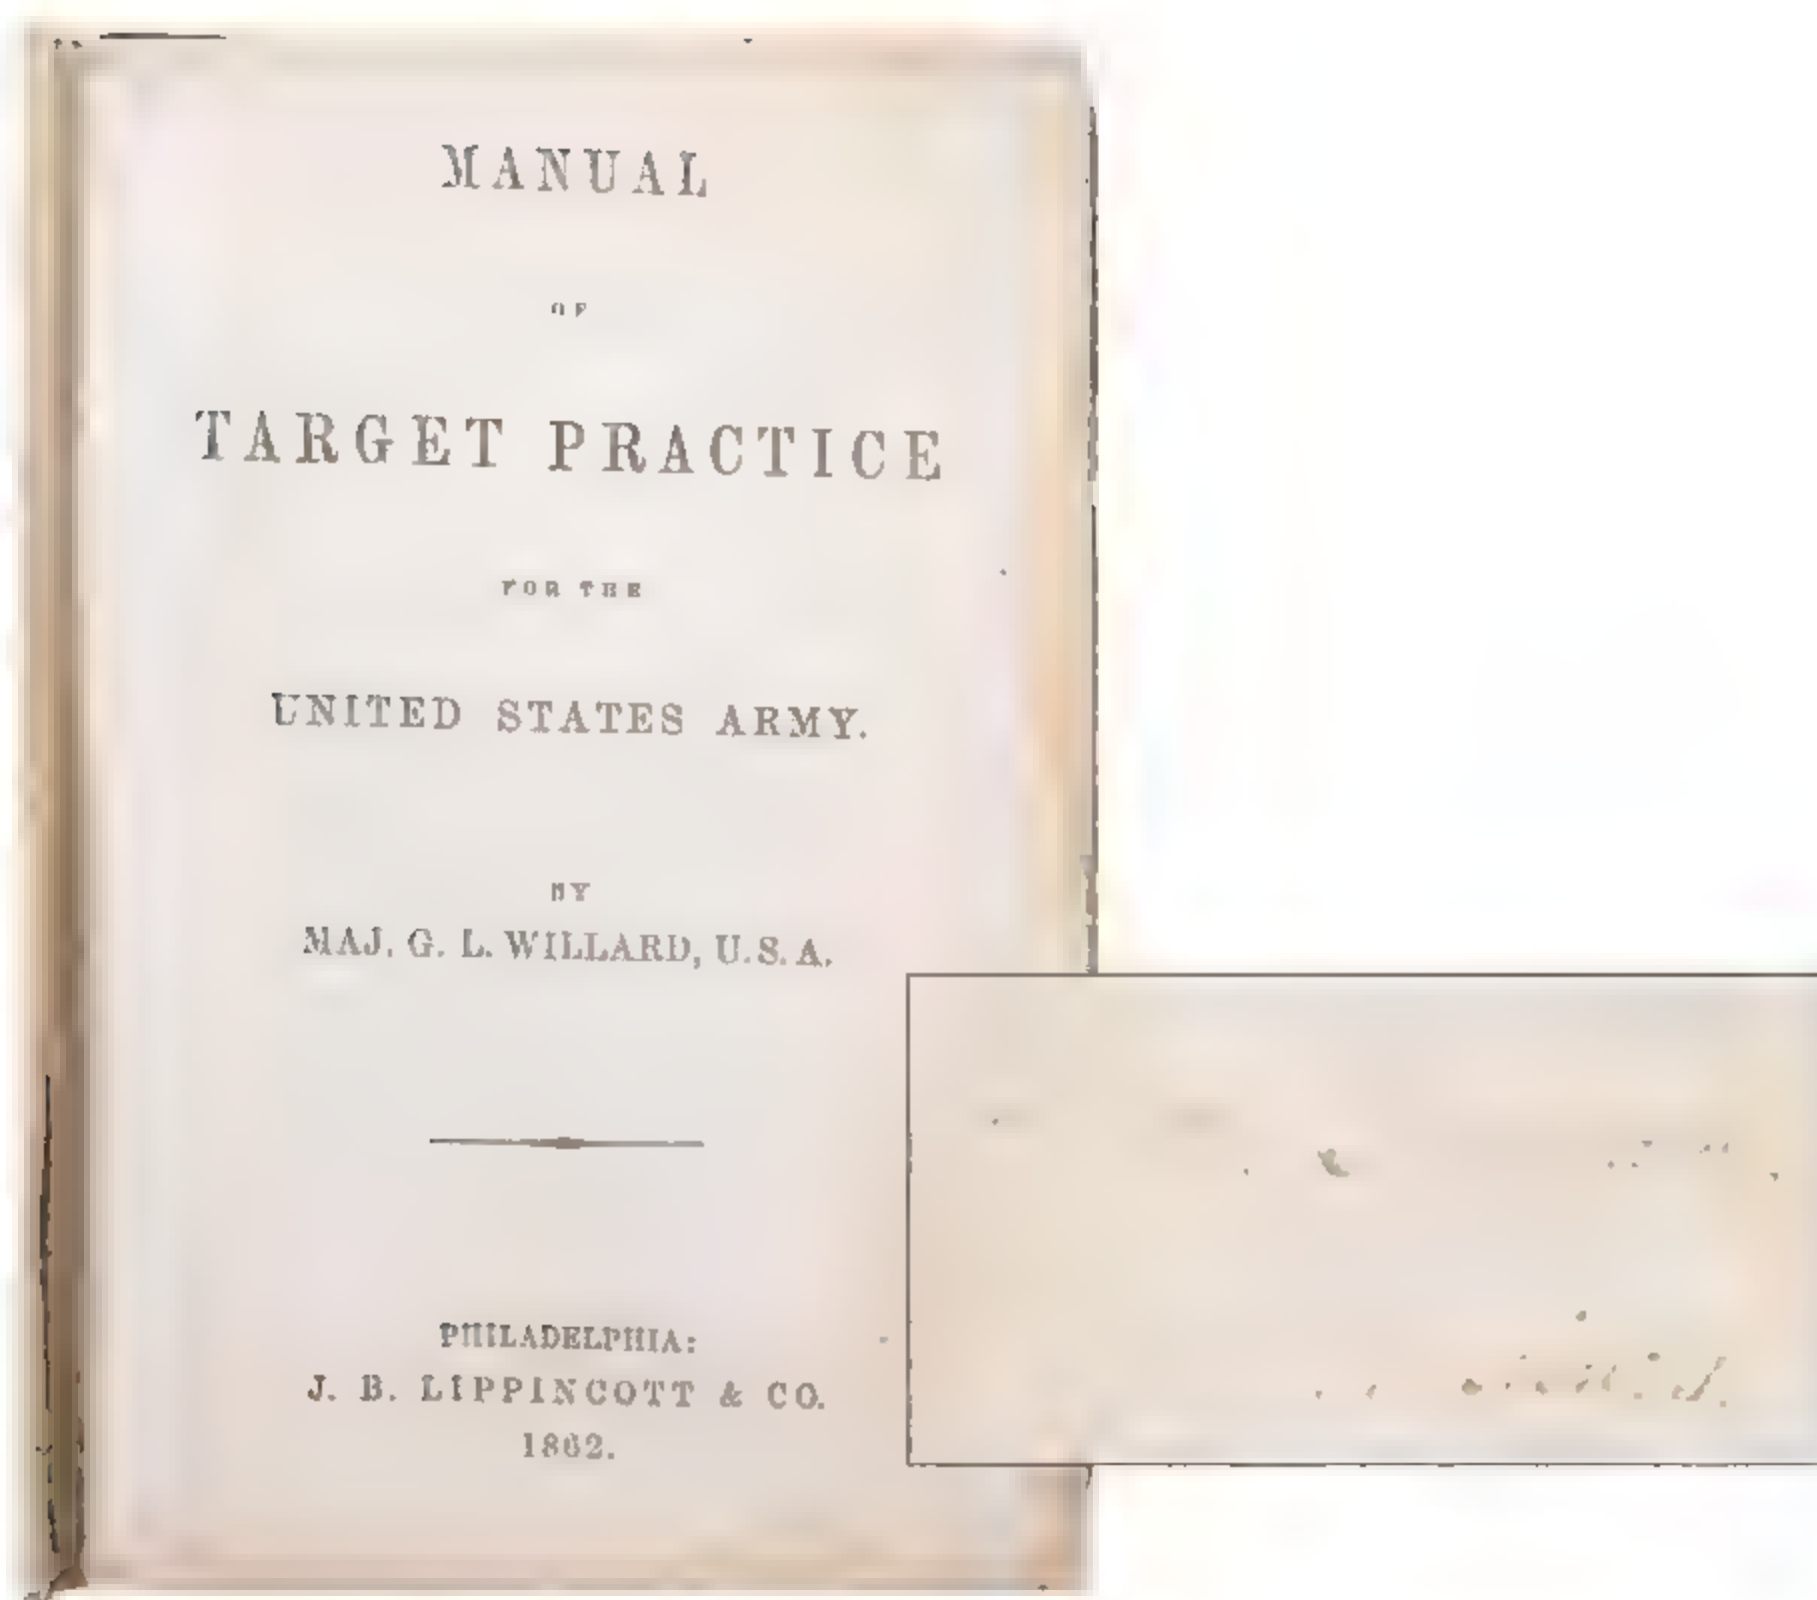 MANUAL
OF
TARGET PRACTICE
FOR THE
UNITED STATES ARMY.
BY
MAJ. G. L. WILLARD, U.S.A.
PHILADELPHIA:
J. B. LIPPINCOTT & CO.
1862.